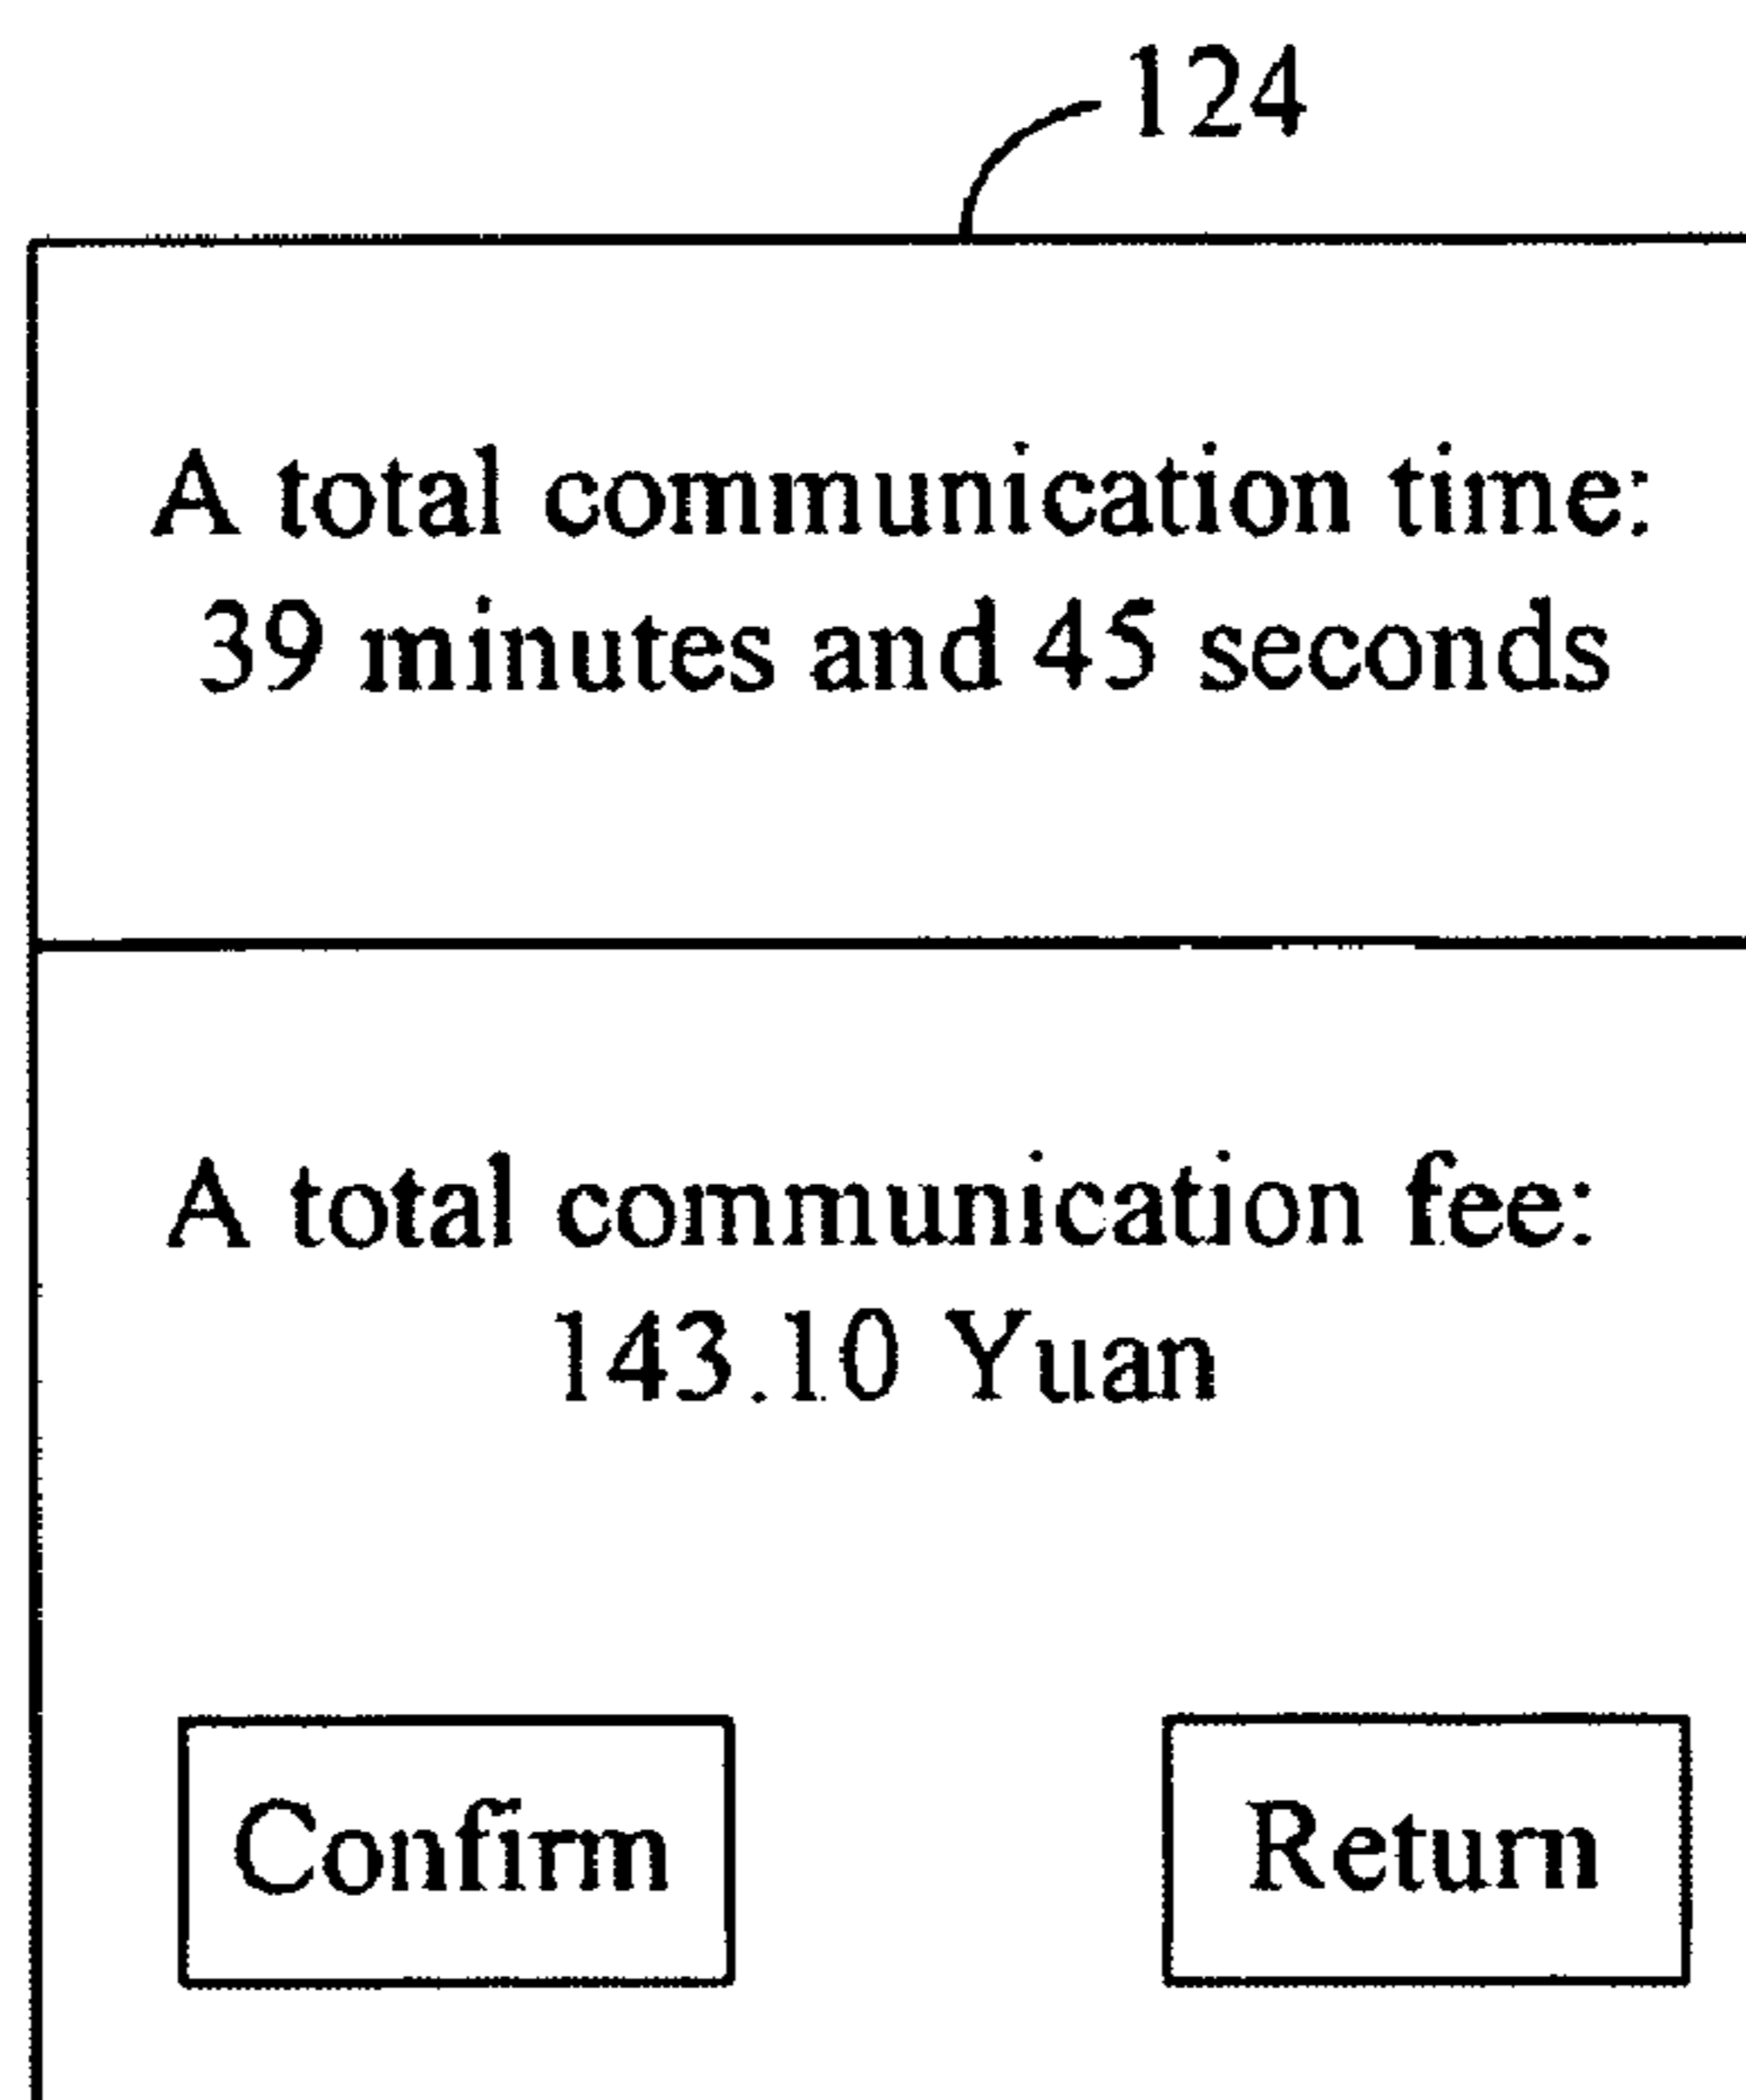 124
A total communication time:
39 minutes and 45 seconds
A total communication fee:
143.10 Yuan
Confirm
Return